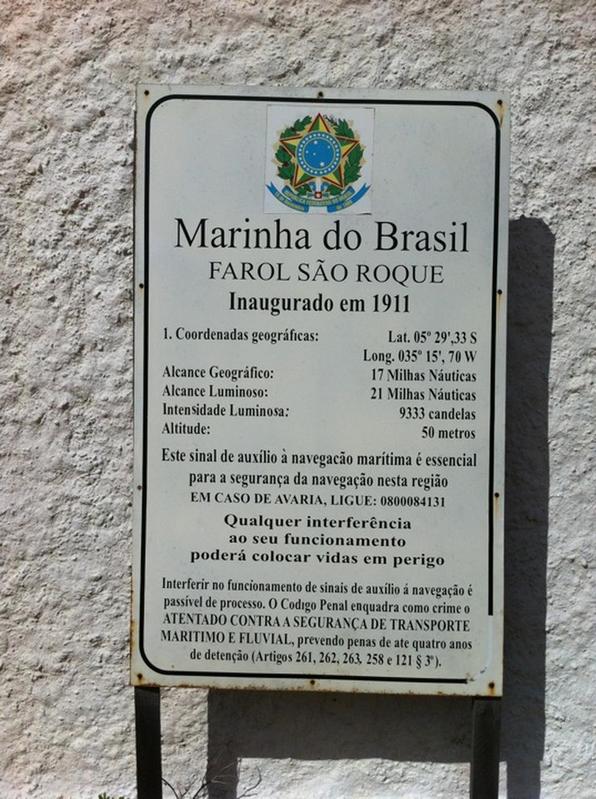 Marinha do Brasil
FAROL SÃO ROQUE
Inaugurado em 1911
1. Coordenadas geográficas: Lat. 05º 29',33 S
Long. 035º 15', 70 W
Alcance Geográfico: 17 Milhas Náuticas
Alcance Luminoso: 21 Milhas Náuticas
Intensidade Luminosa: 9333 candelas
Altitude: 50 metros
Este sinal de auxílio à navegacão marítima é essencial
para a segurança da navegação nesta região
EM CASO DE AVARIA, LIGUE: 0800084131
Qualquer interferência
ao seu funcionamento
poderá colocar vidas em perigo
Interferir no funcionamento de sinais de auxílio á navegação é
passível de processo. O Codigo Penal enquadra como crime o
ATENTADO CONTRA A SEGURANÇA DE TRANSPORTE
MARITIMO E FLUVIAL, prevendo penas de ate quatro anos
de detenção (Artigos 261, 262, 263, 258 e 121 § 3º).